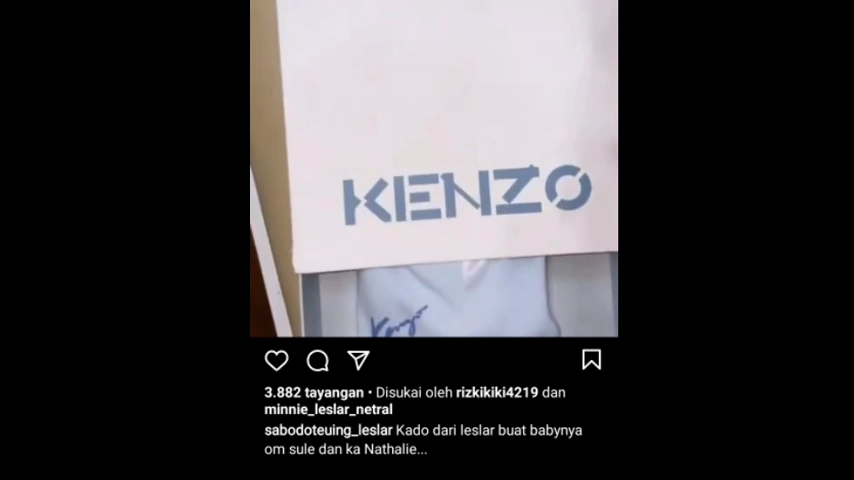 KENZO
Kenzo
3.882 tayangan • Disukai oleh rizkikiki4219 dan
minnie_leslar_netral
sabodoteuing_leslar Kado dari leslar buat babynya
om sule dan ka Nathalie...